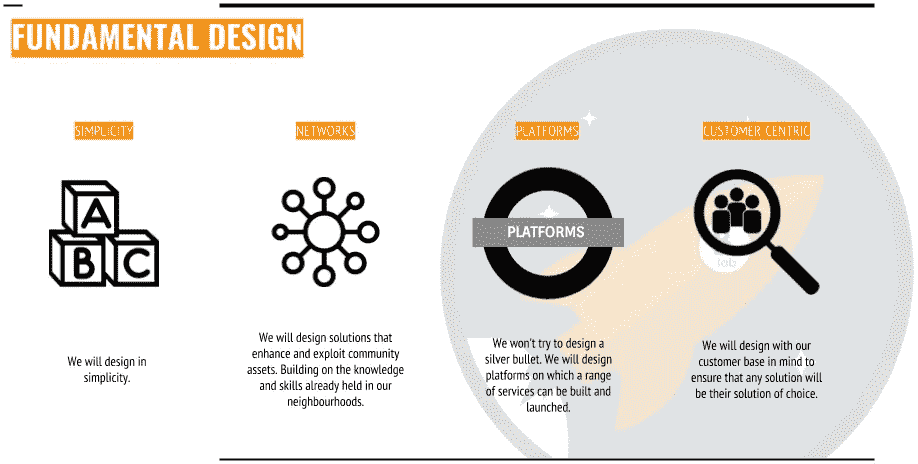 FUNDAMENTAL DESIGN
SIMPLICITY
A
B C
We will design in
simplicity.
NETWORKS
We will design solutions that
enhance and exploit community
assets. Building on the knowledge
and skills already held in our
neighbourhoods.
PLATFORMS
PLATFORMS
We won't try to design a
silver bullet. We will design
platforms on which a range
of services can be built and
launched.
CUSTOMER CENTRIC
lab
We will design with our
customer base in mind to
ensure that any solution will
be their solution of choice.